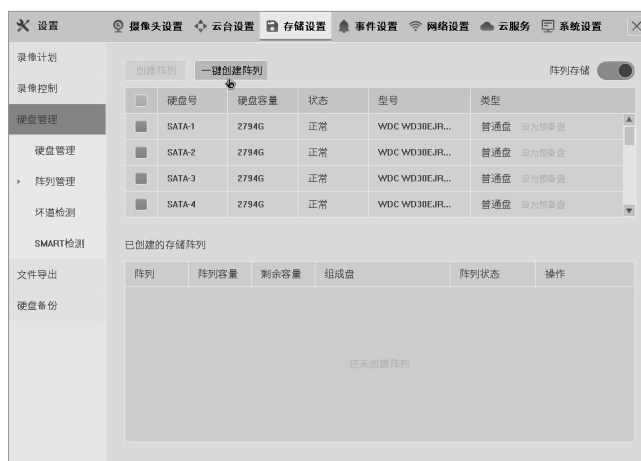 设置 摄像头设置 云台设置 存储设置 事件设置 网络设置 云服务 系统设置
录像计划
录像控制
硬盘管理
硬盘管理
阵列管理
坏道检测
SMART检测
文件导出
硬盘备份
创建阵列 一键创建阵列 阵列存储
硬盘号 硬盘容量 状态 型号 类型
SATA-1 2794G 正常 WDC WD30EJR... 普通盘 设为预备盘
SATA-2 2794G 正常 WDC WD30EJR... 普通盘 设为预备盘
SATA-3 2794G 正常 WDC WD30EJR... 普通盘 设为预备盘
SATA-4 2794G 正常 WDC WD30EJR... 普通盘 设为预备盘
已创建的存储阵列
阵列 阵列容量 剩余容量 组成盘 阵列状态 操作
还未创建阵列